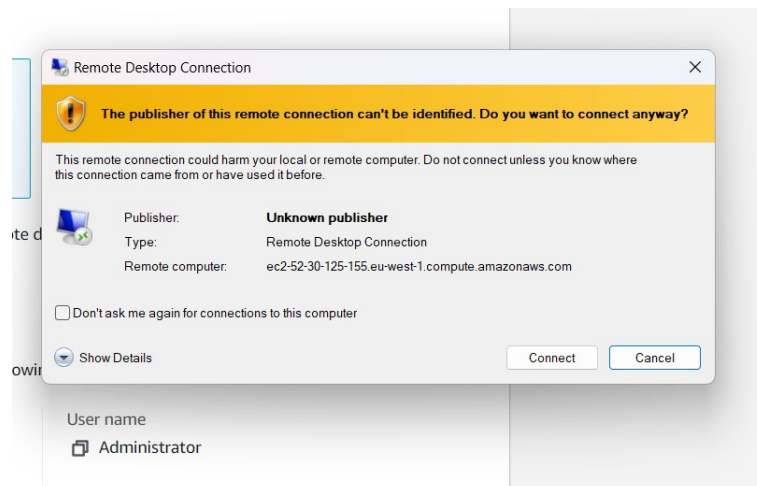 Remote Desktop Connection
The publisher of this remote connection can't be identified. Do you want to connect anyway?
This remote connection could harm your local or remote computer. Do not connect unless you know where
this connection came from or have used it before.
Publisher: Unknown publisher
Type: Remote Desktop Connection
Remote computer: ec2-52-30-125-155.eu-west-1.compute.amazonaws.com
Don't ask me again for connections to this computer
Show Details
Connect
Cancel
User name
Administrator